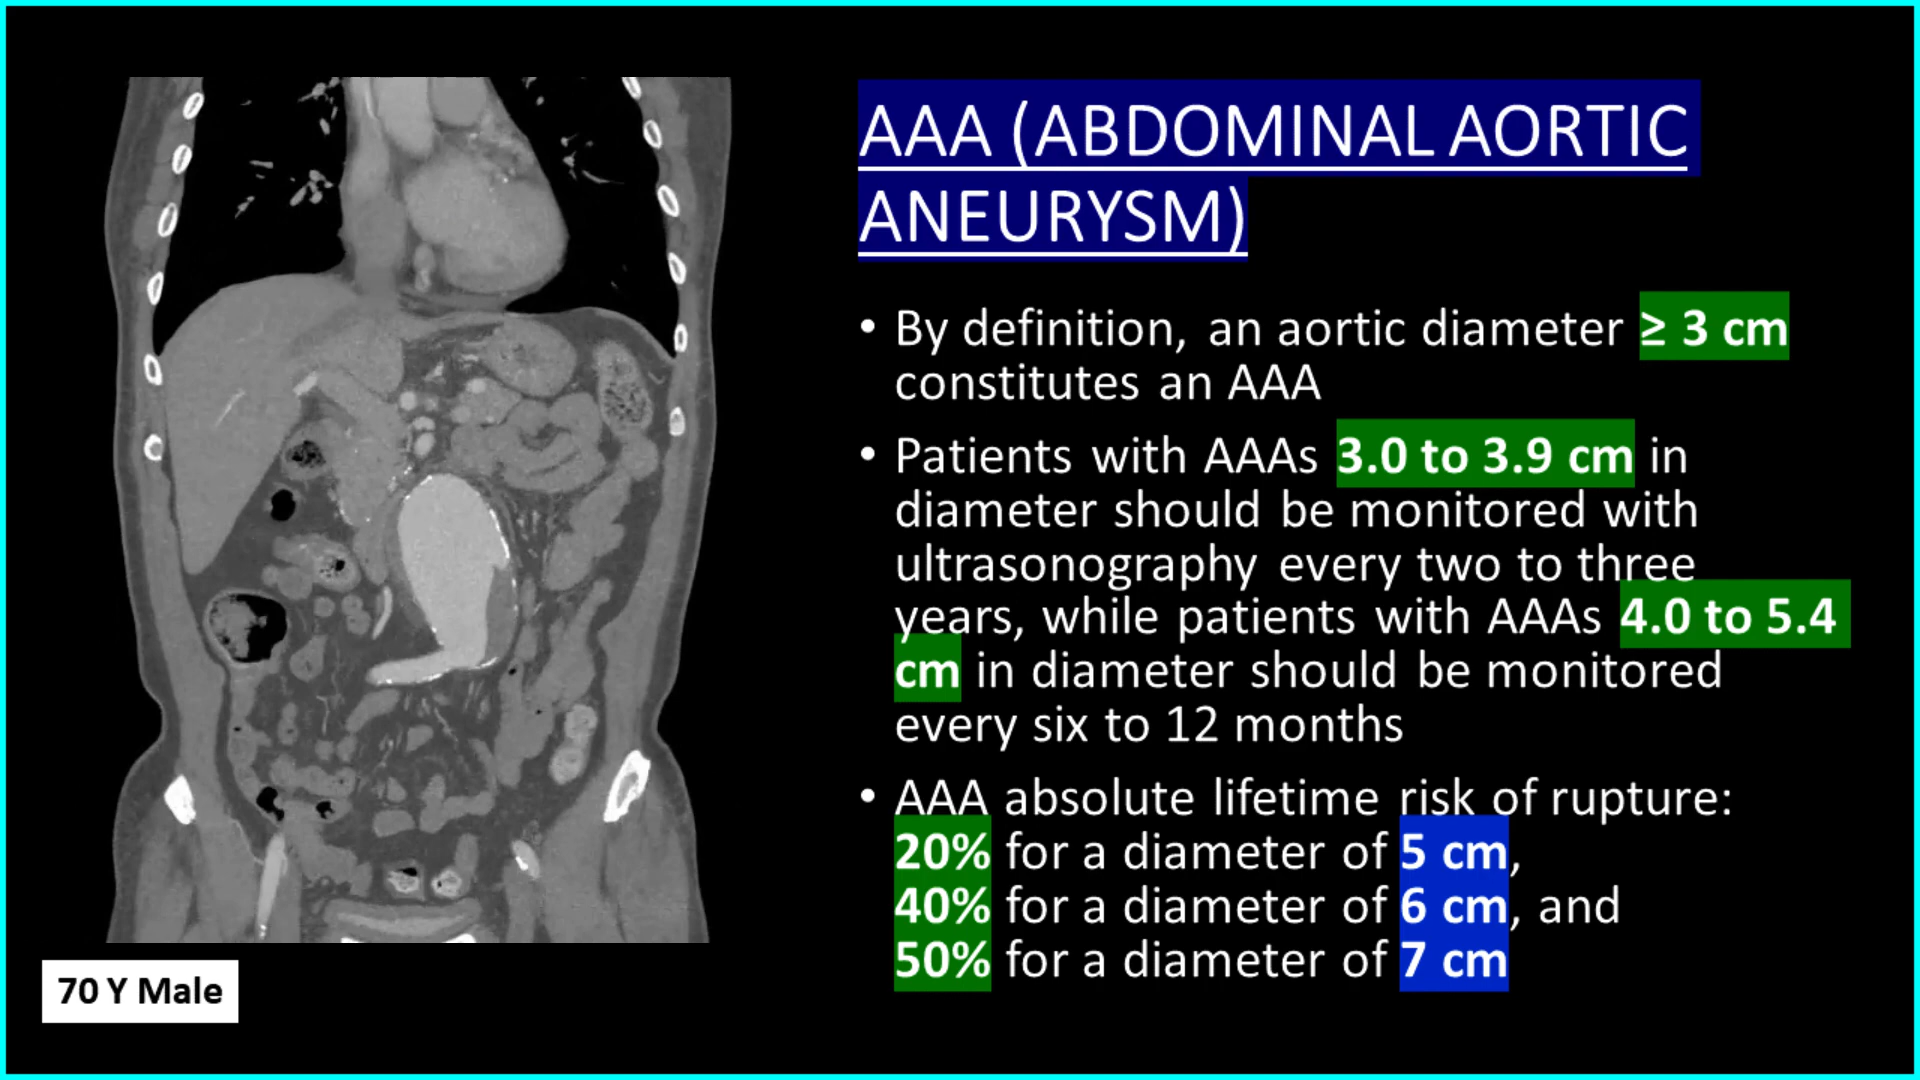 AAA (ABDOMINAL AORTIC
ANEURYSM)
• By definition, an aortic diameter ≥ 3 cm
constitutes an AAA
• Patients with AAAs 3.0 to 3.9 cm in
diameter should be monitored with
ultrasonography every two to three
years, while patients with AAAs 4.0 to 5.4
cm in diameter should be monitored
every six to 12 months
• AAA absolute lifetime risk of rupture:
20% for a diameter of 5 cm,
40% for a diameter of 6 cm, and
50% for a diameter of 7 cm
70 Y Male